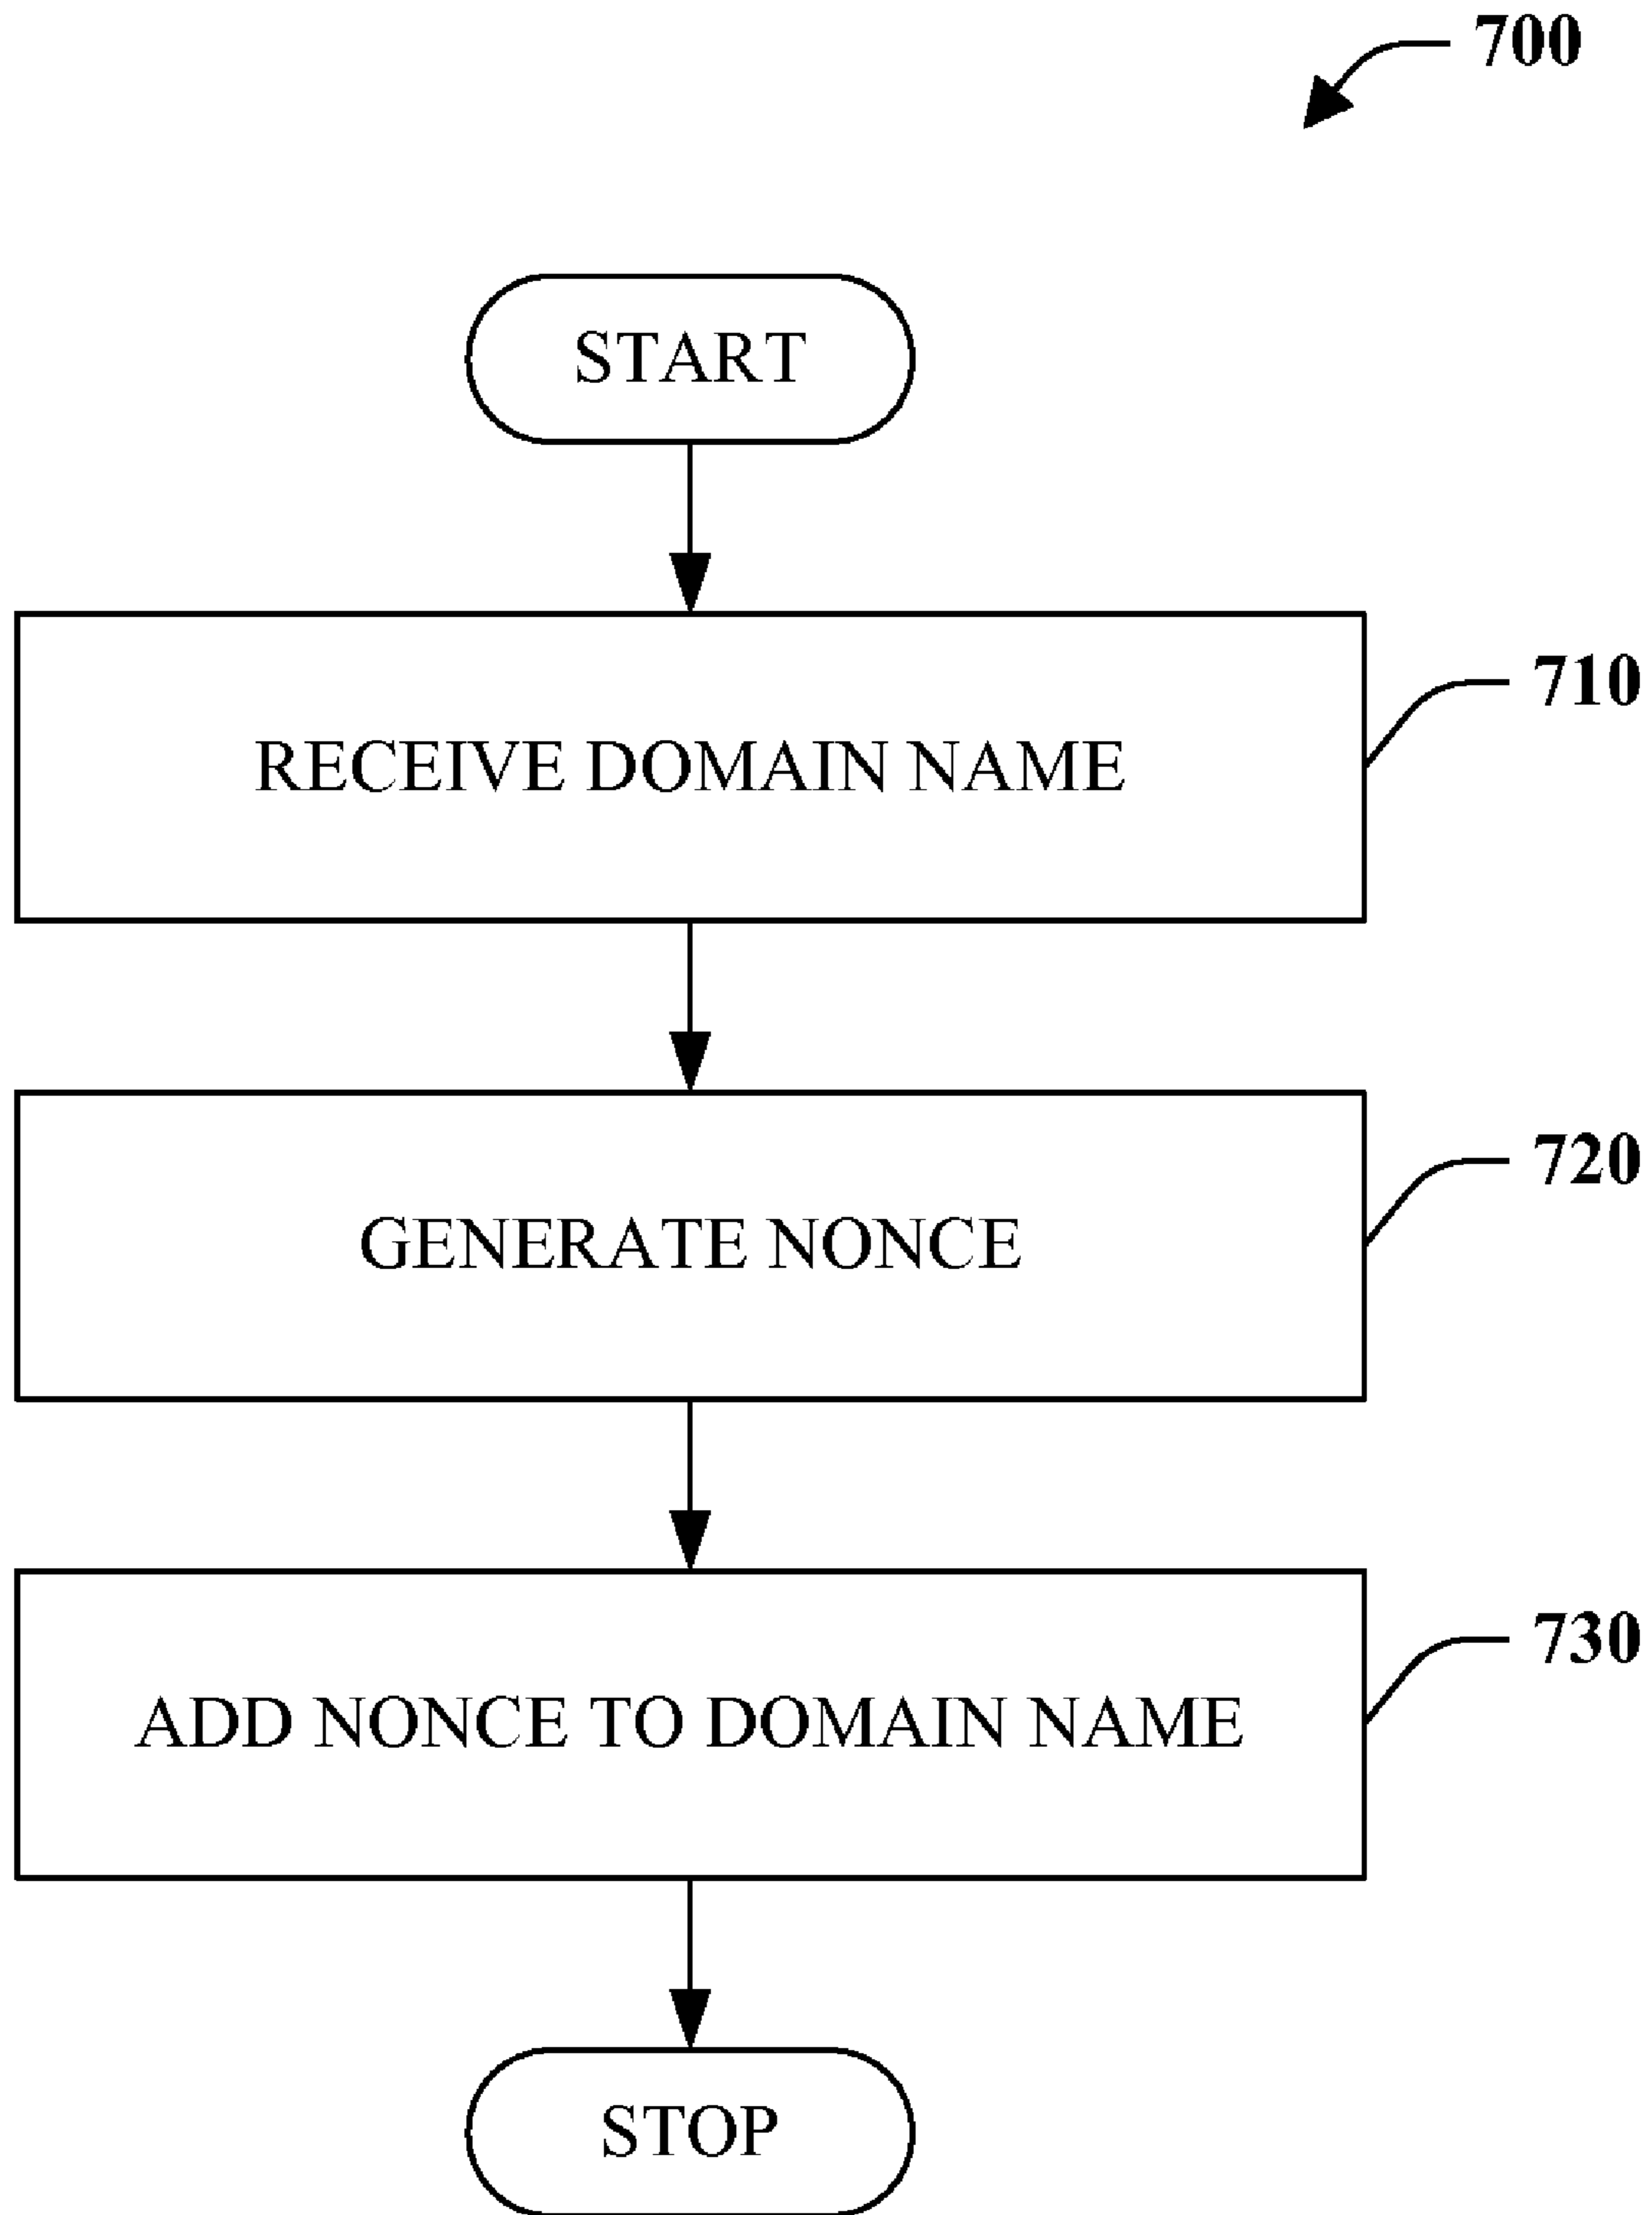 700
START
RECEIVE DOMAIN NAME
710
GENERATE NONCE
720
ADD NONCE TO DOMAIN NAME
730
STOP